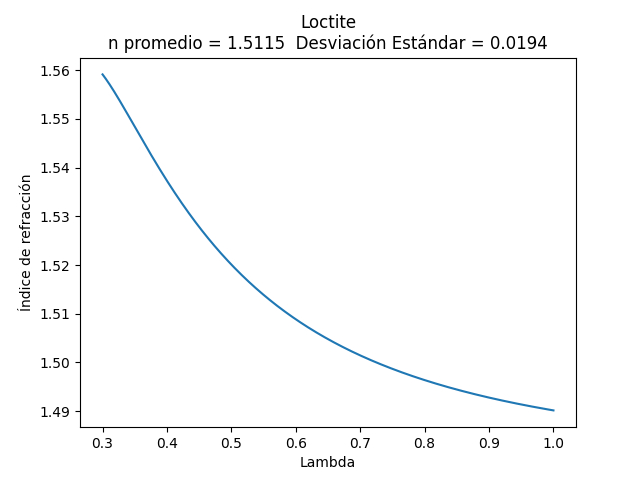 Loctite
n promedio = 1.5115  Desviación Estándar = 0.0194
1.56
1.55
1.54
1.53
1.52
1.51
1.50
1.49
Índice de refracción
0.3 0.4 0.5 0.6 0.7 0.8 0.9 1.0
Lambda